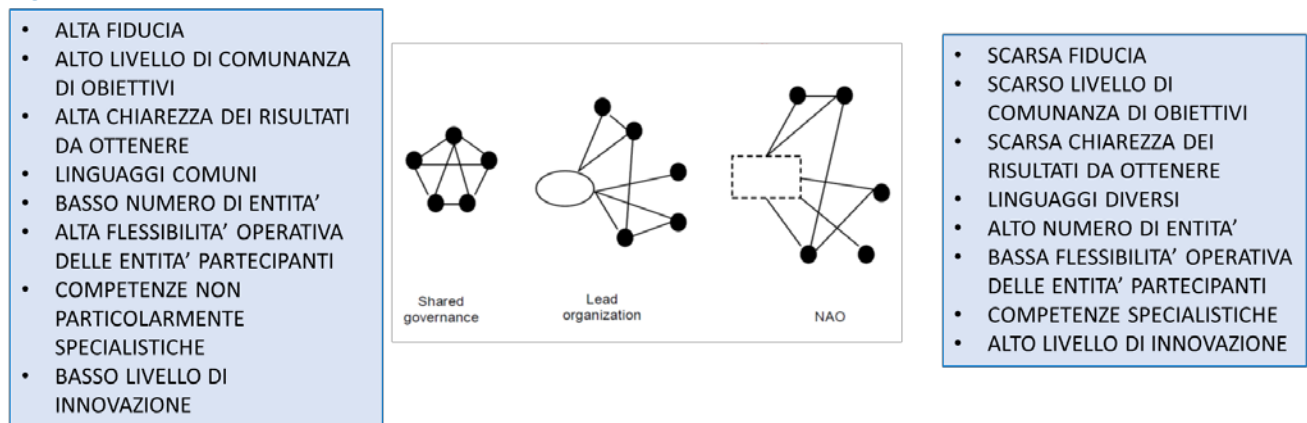 • ALTA FIDUCIA
• ALTO LIVELLO DI COMUNANZA
DI OBIETTIVI
• ALTA CHIAREZZA DEI RISULTATI
DA OTTENERE
• LINGUAGGI COMUNI
• BASSO NUMERO DI ENTITA’
• ALTA FLESSIBILITA’ OPERATIVA
DELLE ENTITA’ PARTECIPANTI
• COMPETENZE NON
PARTICOLARMENTE
SPECIALISTICHE
• BASSO LIVELLO DI
INNOVAZIONE
Shared
governance
Lead
organization
NAO
• SCARSA FIDUCIA
• SCARSO LIVELLO DI
COMUNANZA DI OBIETTIVI
• SCARSA CHIAREZZA DEI
RISULTATI DA OTTENERE
• LINGUAGGI DIVERSI
• ALTO NUMERO DI ENTITA’
• BASSA FLESSIBILITA’ OPERATIVA
DELLE ENTITA’ PARTECIPANTI
• COMPETENZE SPECIALISTICHE
• ALTO LIVELLO DI INNOVAZIONE